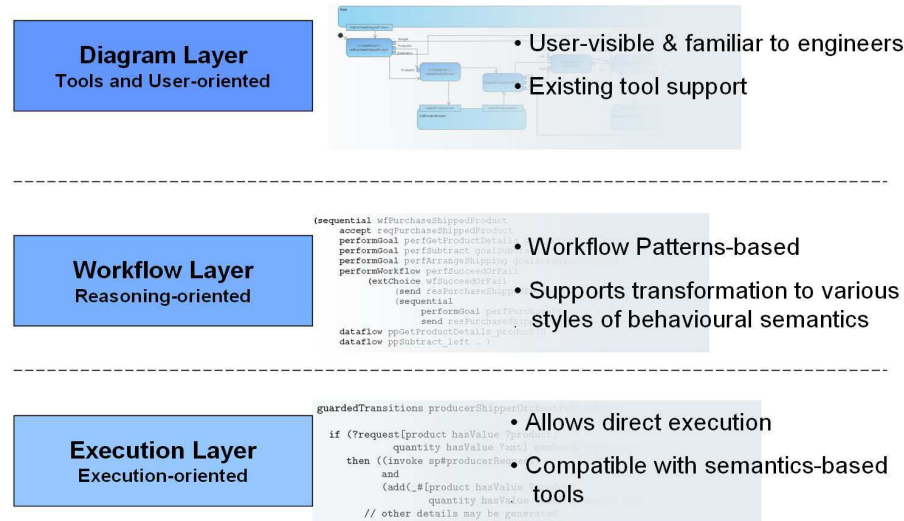 Diagram Layer
Tools and User-oriented
• User-visible & familiar to engineers
• Existing tool support
Workflow Layer
Reasoning-oriented
(sequential wfPurchaseShippedProduct
accept reqPurchaseShippedProduct
performGoal perfGetProductDetails
performGoal perfSubtract
performGoal perfArrangeShipping
performWorkflow perfSucceedOrFail
(extChoice wfSucceedOrFail
(send
(sequential
performGoal
send
dataflow ppGetProductDetails
dataflow ppSubtract_left … )
• Workflow Patterns-based
• Supports transformation to various
styles of behavioural semantics
Execution Layer
Execution-oriented
guardedTransitions
if (?request[product hasValue
quantity hasValue ?amt]
then ((invoke
and
(add(_#[product hasValue
quantity hasValue
// other details may be generated
• Allows direct execution
• Compatible with semantics-based
tools